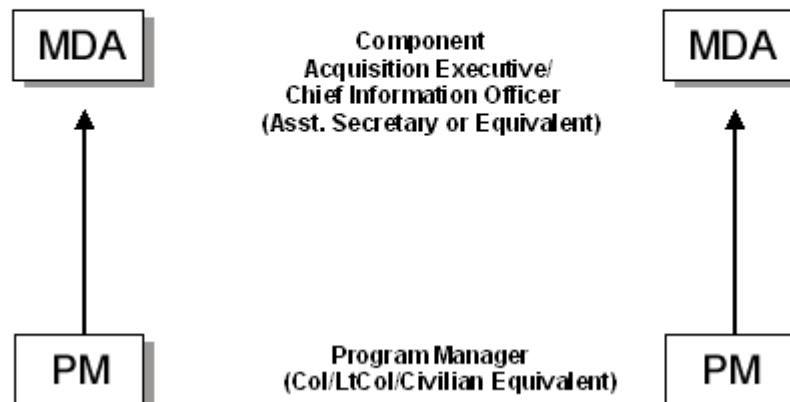 MDA
Component
Acquisition Executive/
Chief Information Officer
(Asst. Secretary or Equivalent)
MDA
PM
Program Manager
(Col/LtCol/Civilian Equivalent)
PM